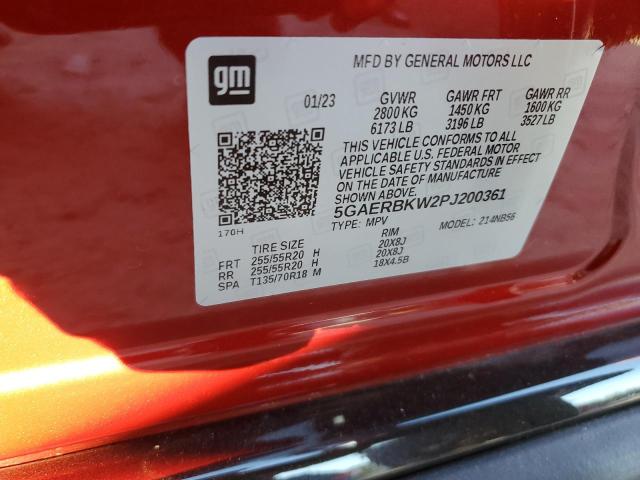 gm
MFD BY GENERAL MOTORS LLC
01/23 GVWR GAWR FRT GAWR RR
2800 KG 1450 KG 1600 KG
6173 LB 3196 LB 3527 LB
THIS VEHICLE CONFORMS TO ALL
APPLICABLE U.S. FEDERAL MOTOR
VEHICLE SAFETY STANDARDS IN EFFECT
ON THE DATE OF MANUFACTURE
SHOWN ABOVE.
5GAERBKW2PJ200361
TYPE: MPV MODEL: 214NB56
170H
TIRE SIZE RIM
FRT 255/55R20 H 20X8J
RR 255/55R20 H 20X8J
SPA T135/70R18 M 18X4.5B